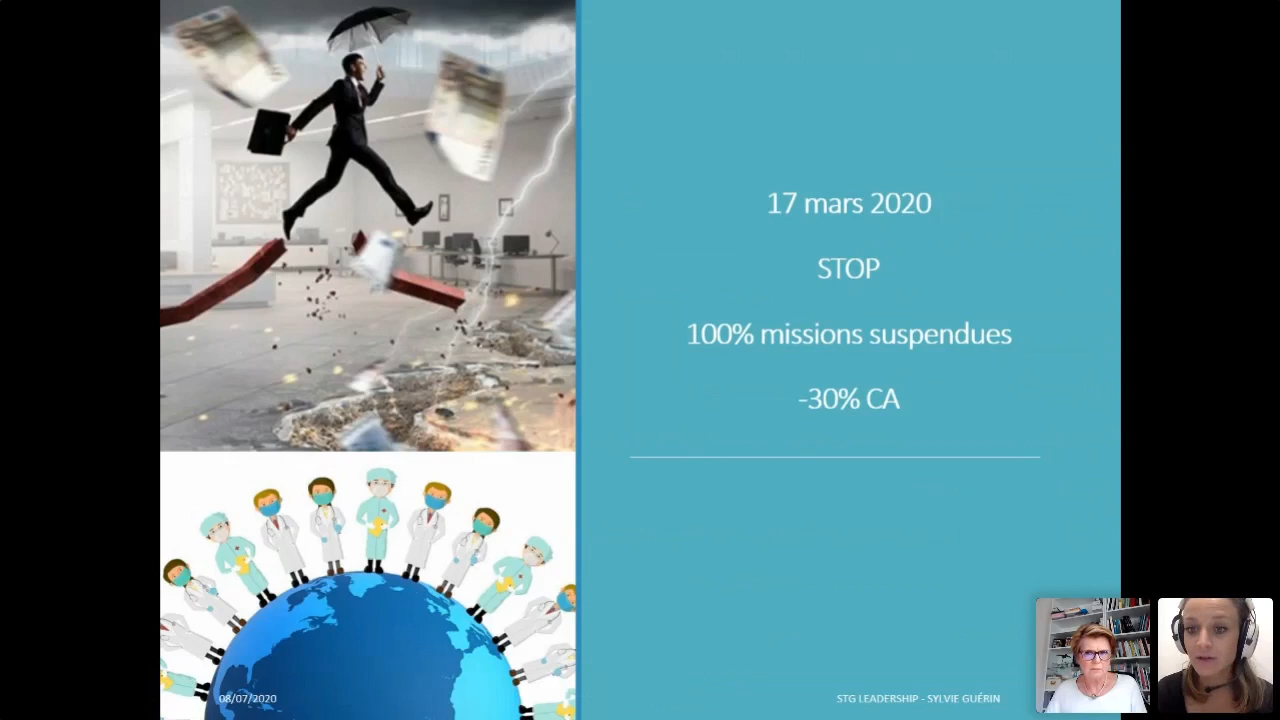 17 mars 2020
STOP
100% missions suspendues
-30% CA
08/07/2020
STG LEADERSHIP - SYLVIE GUÉRIN